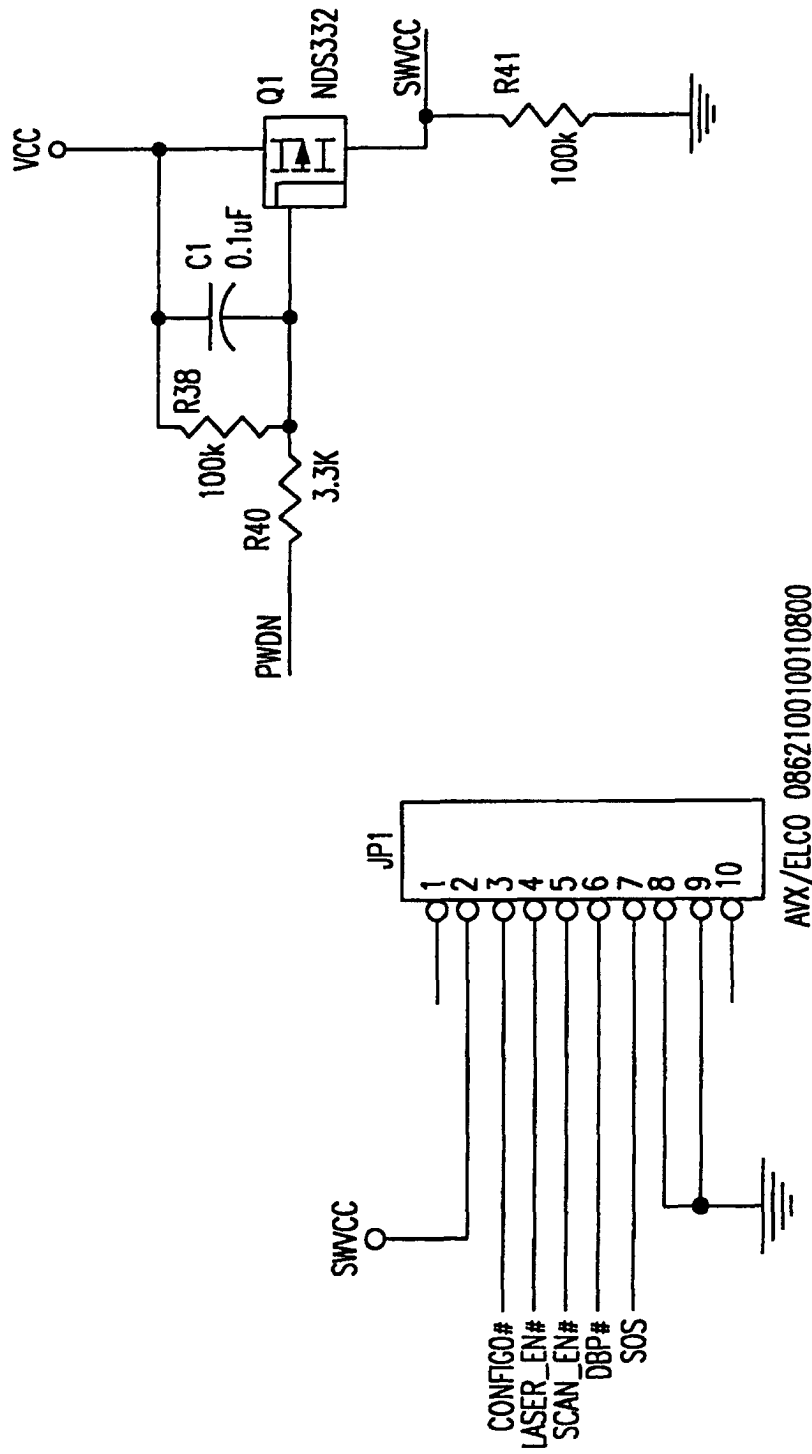 VCC
Q1
NDS332
C1
0.1uF
R38
100k
R40
3.3K
PWDN
SWVCC
R41
100k
JP1
1
2
3
4
5
6
7
8
9
10
SWVCC
CONFIG0#
LASER_EN#
SCAN_EN#
DBP#
SOS
AVX/ELCO 086210010010800